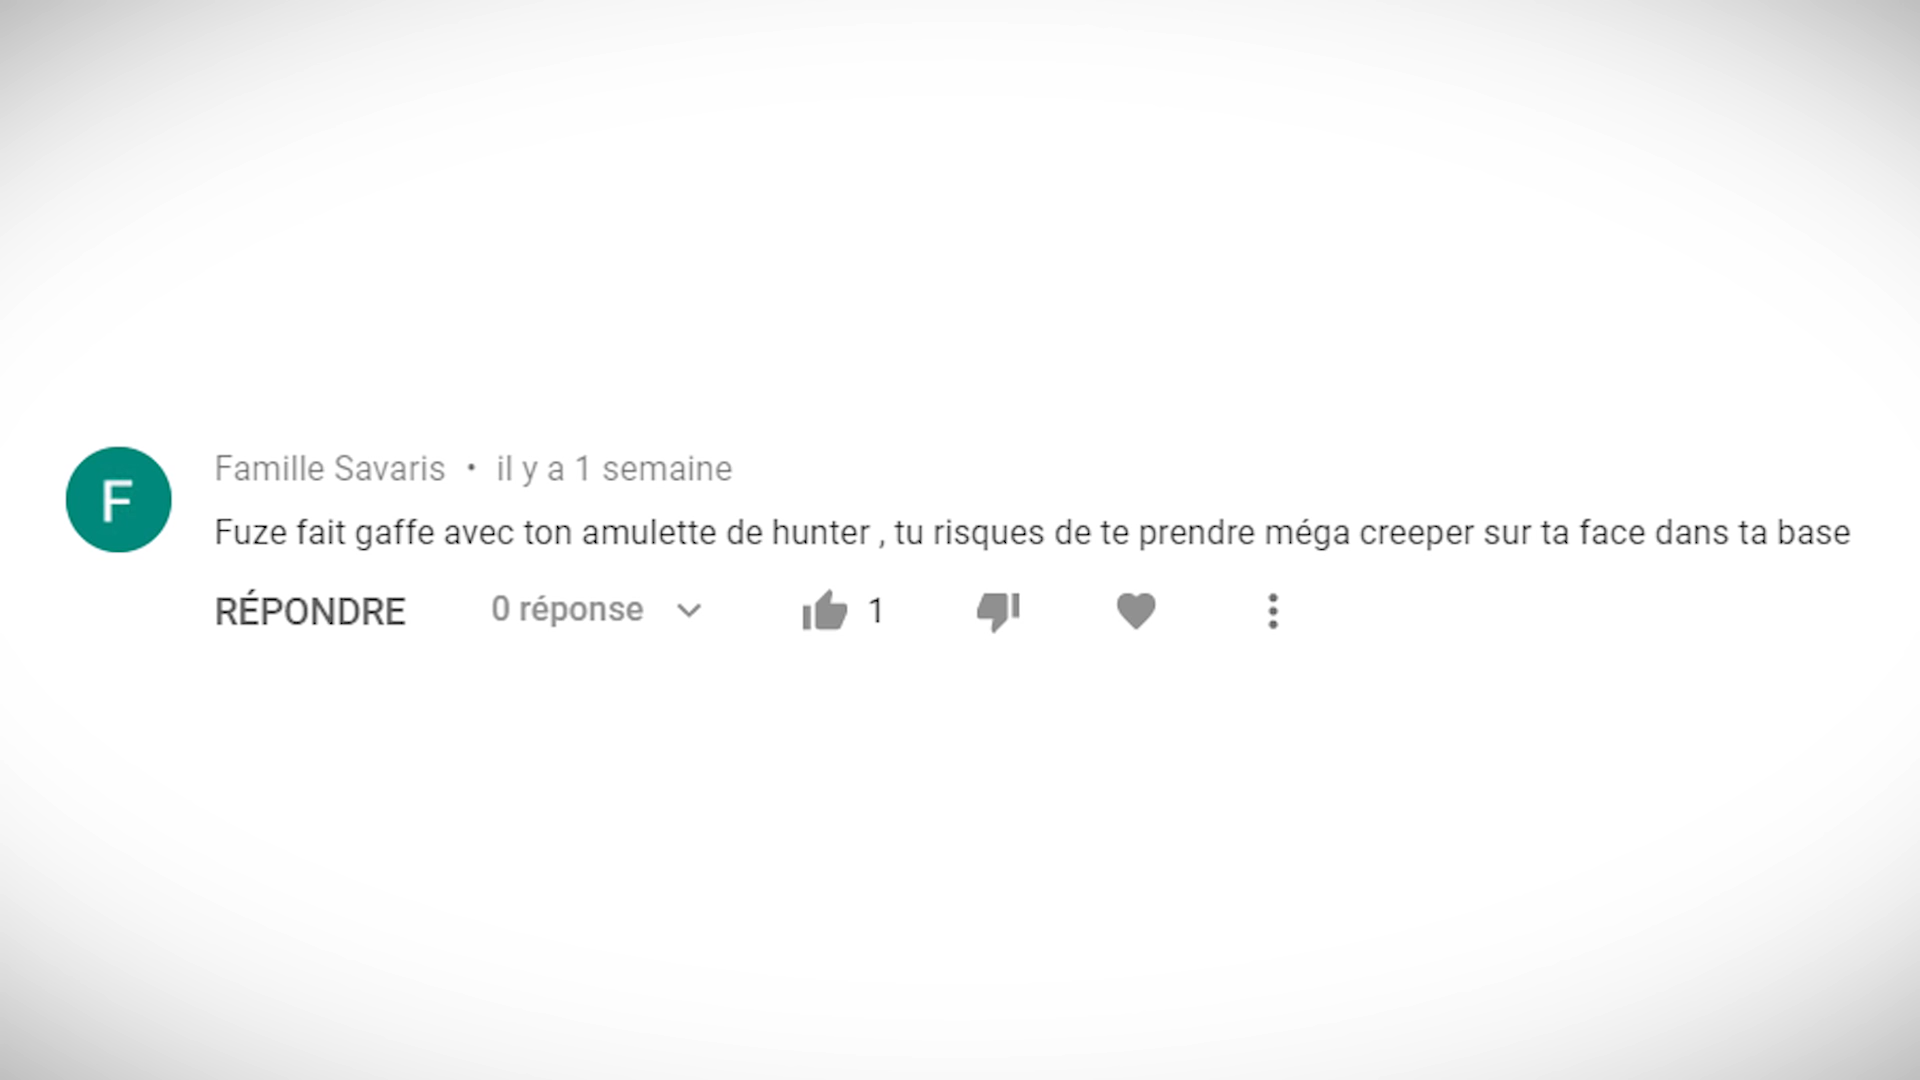 F
Famille Savaris • il y a 1 semaine
Fuze fait gaffe avec ton amulette de hunter , tu risques de te prendre méga creeper sur ta face dans ta base
RÉPONDRE 0 réponse 1